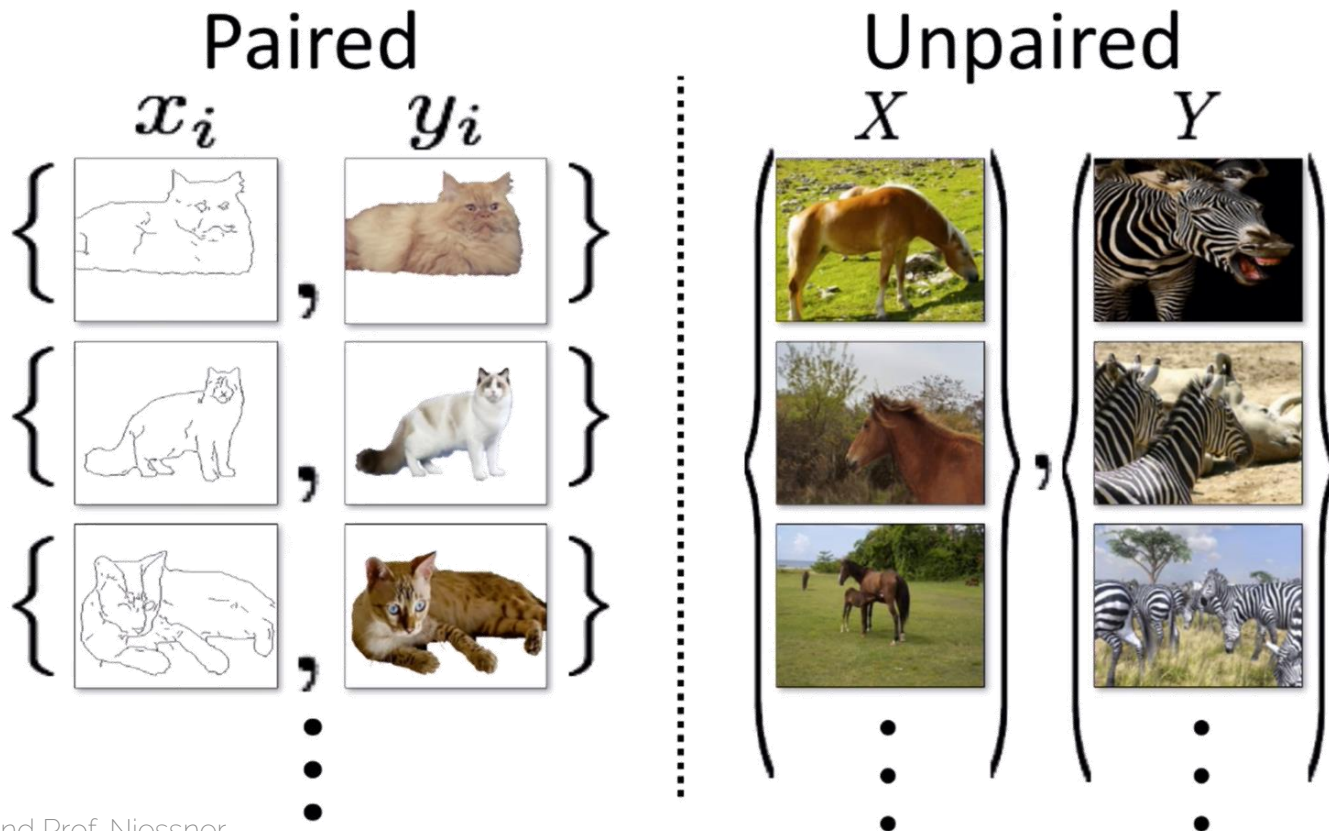 Paired
Unpaired
x_i
y_i
X
Y
{ , }
{ , }
{ , }
{ } , { }
nd Prof. Niessner